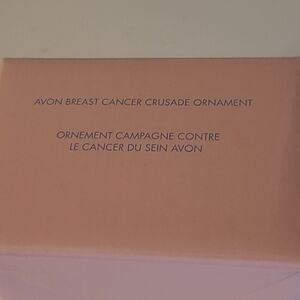 AVON BREAST CANCER CRUSADE ORNAMENT
ORNEMENT CAMPAGNE CONTRE
LE CANCER DU SEIN AVON